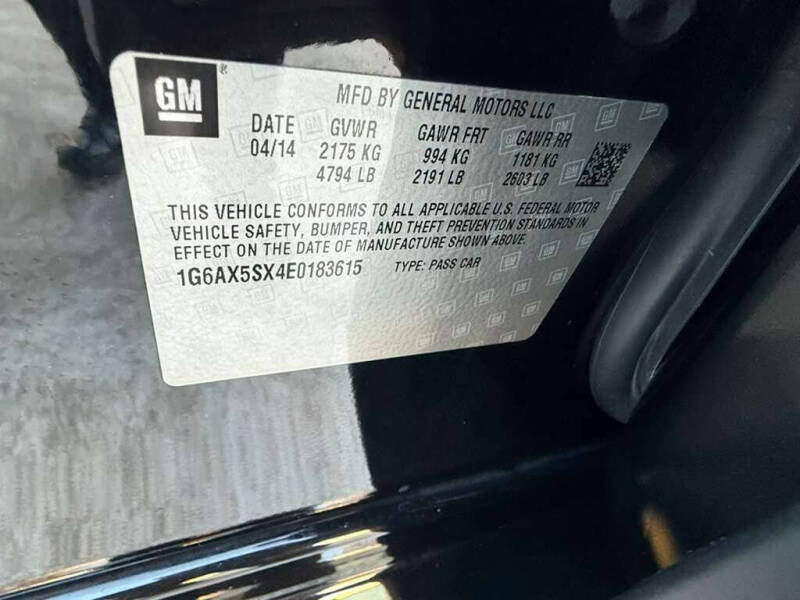 GM
MFD BY GENERAL MOTORS LLC
DATE GVWR GAWR FRT GAWR RR
04/14 2175 KG 994 KG 1181 KG
4794 LB 2191 LB 2603 LB
THIS VEHICLE CONFORMS TO ALL APPLICABLE U.S. FEDERAL MOTOR
VEHICLE SAFETY, BUMPER, AND THEFT PREVENTION STANDARDS IN
EFFECT ON THE DATE OF MANUFACTURE SHOWN ABOVE.
1G6AX5SX4E0183615 TYPE: PASS CAR